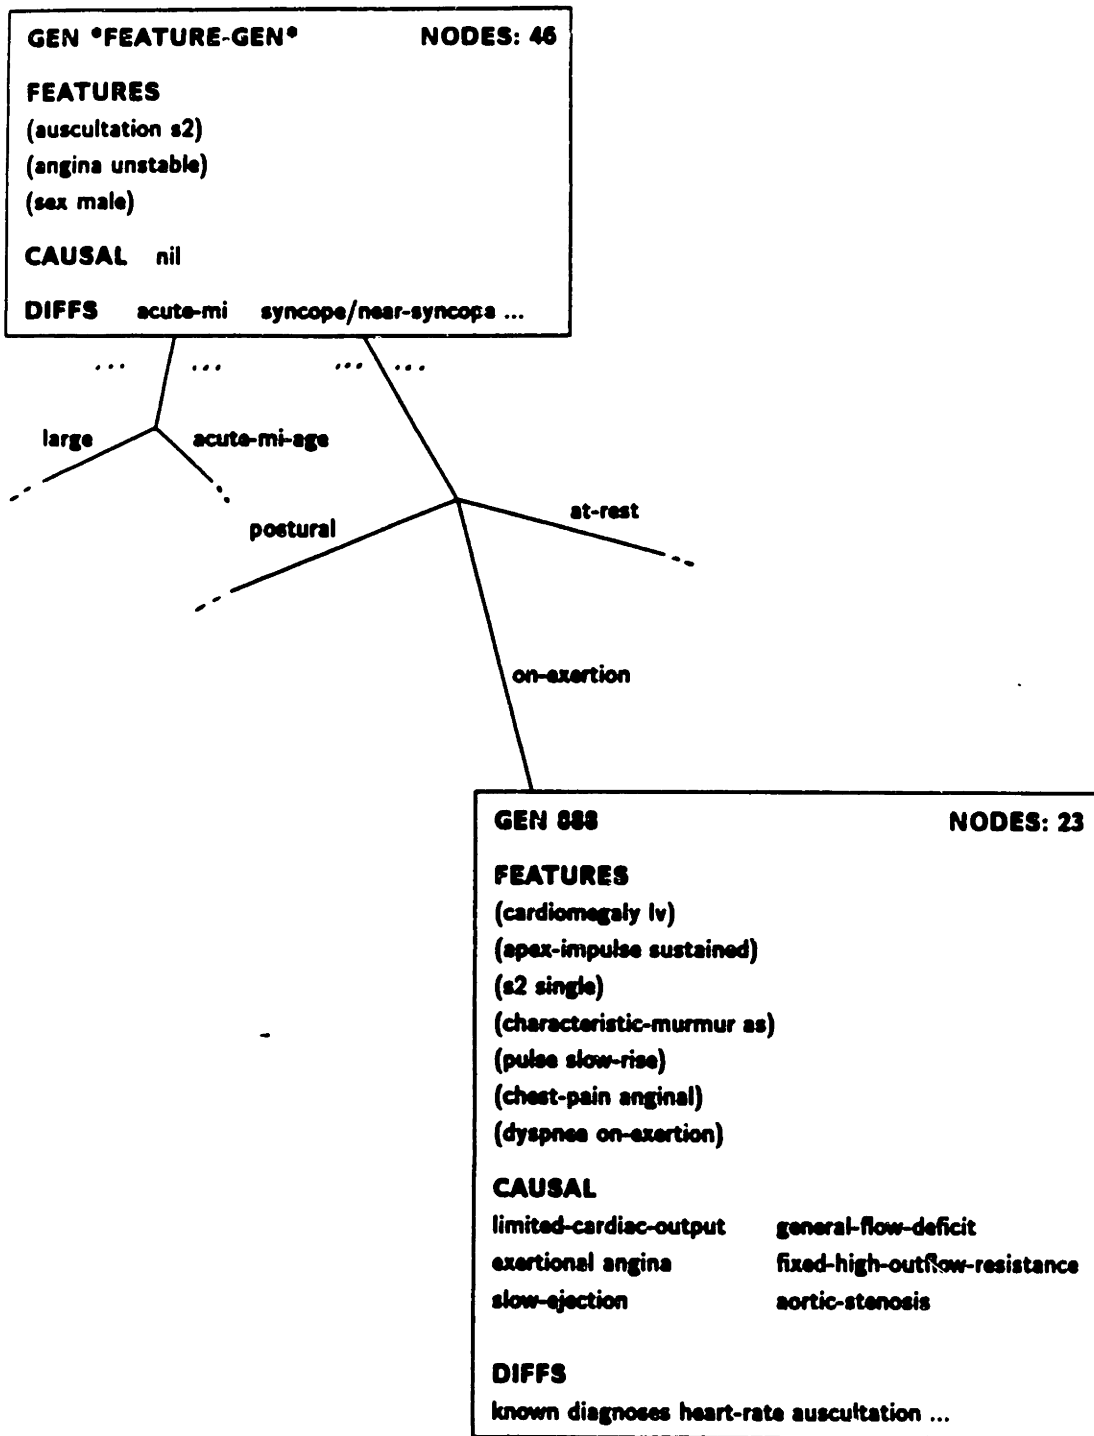 GEN *FEATURE-GEN* NODES: 46
FEATURES
(auscultation s2)
(angina unstable)
(sex male)
CAUSAL nil
DIFFS acute-mi syncope/near-syncope ...
... ... ... ...
large acute-mi-age
postural at-rest
on-exertion
GEN 888 NODES: 23
FEATURES
(cardiomegaly lv)
(apex-impulse sustained)
(s2 single)
(characteristic-murmur as)
(pulse slow-rise)
(chest-pain anginal)
(dyspnea on-exertion)
CAUSAL
limited-cardiac-output general-flow-deficit
exertional angina fixed-high-outflow-resistance
slow-ejection aortic-stenosis
DIFFS
known diagnoses heart-rate auscultation ...